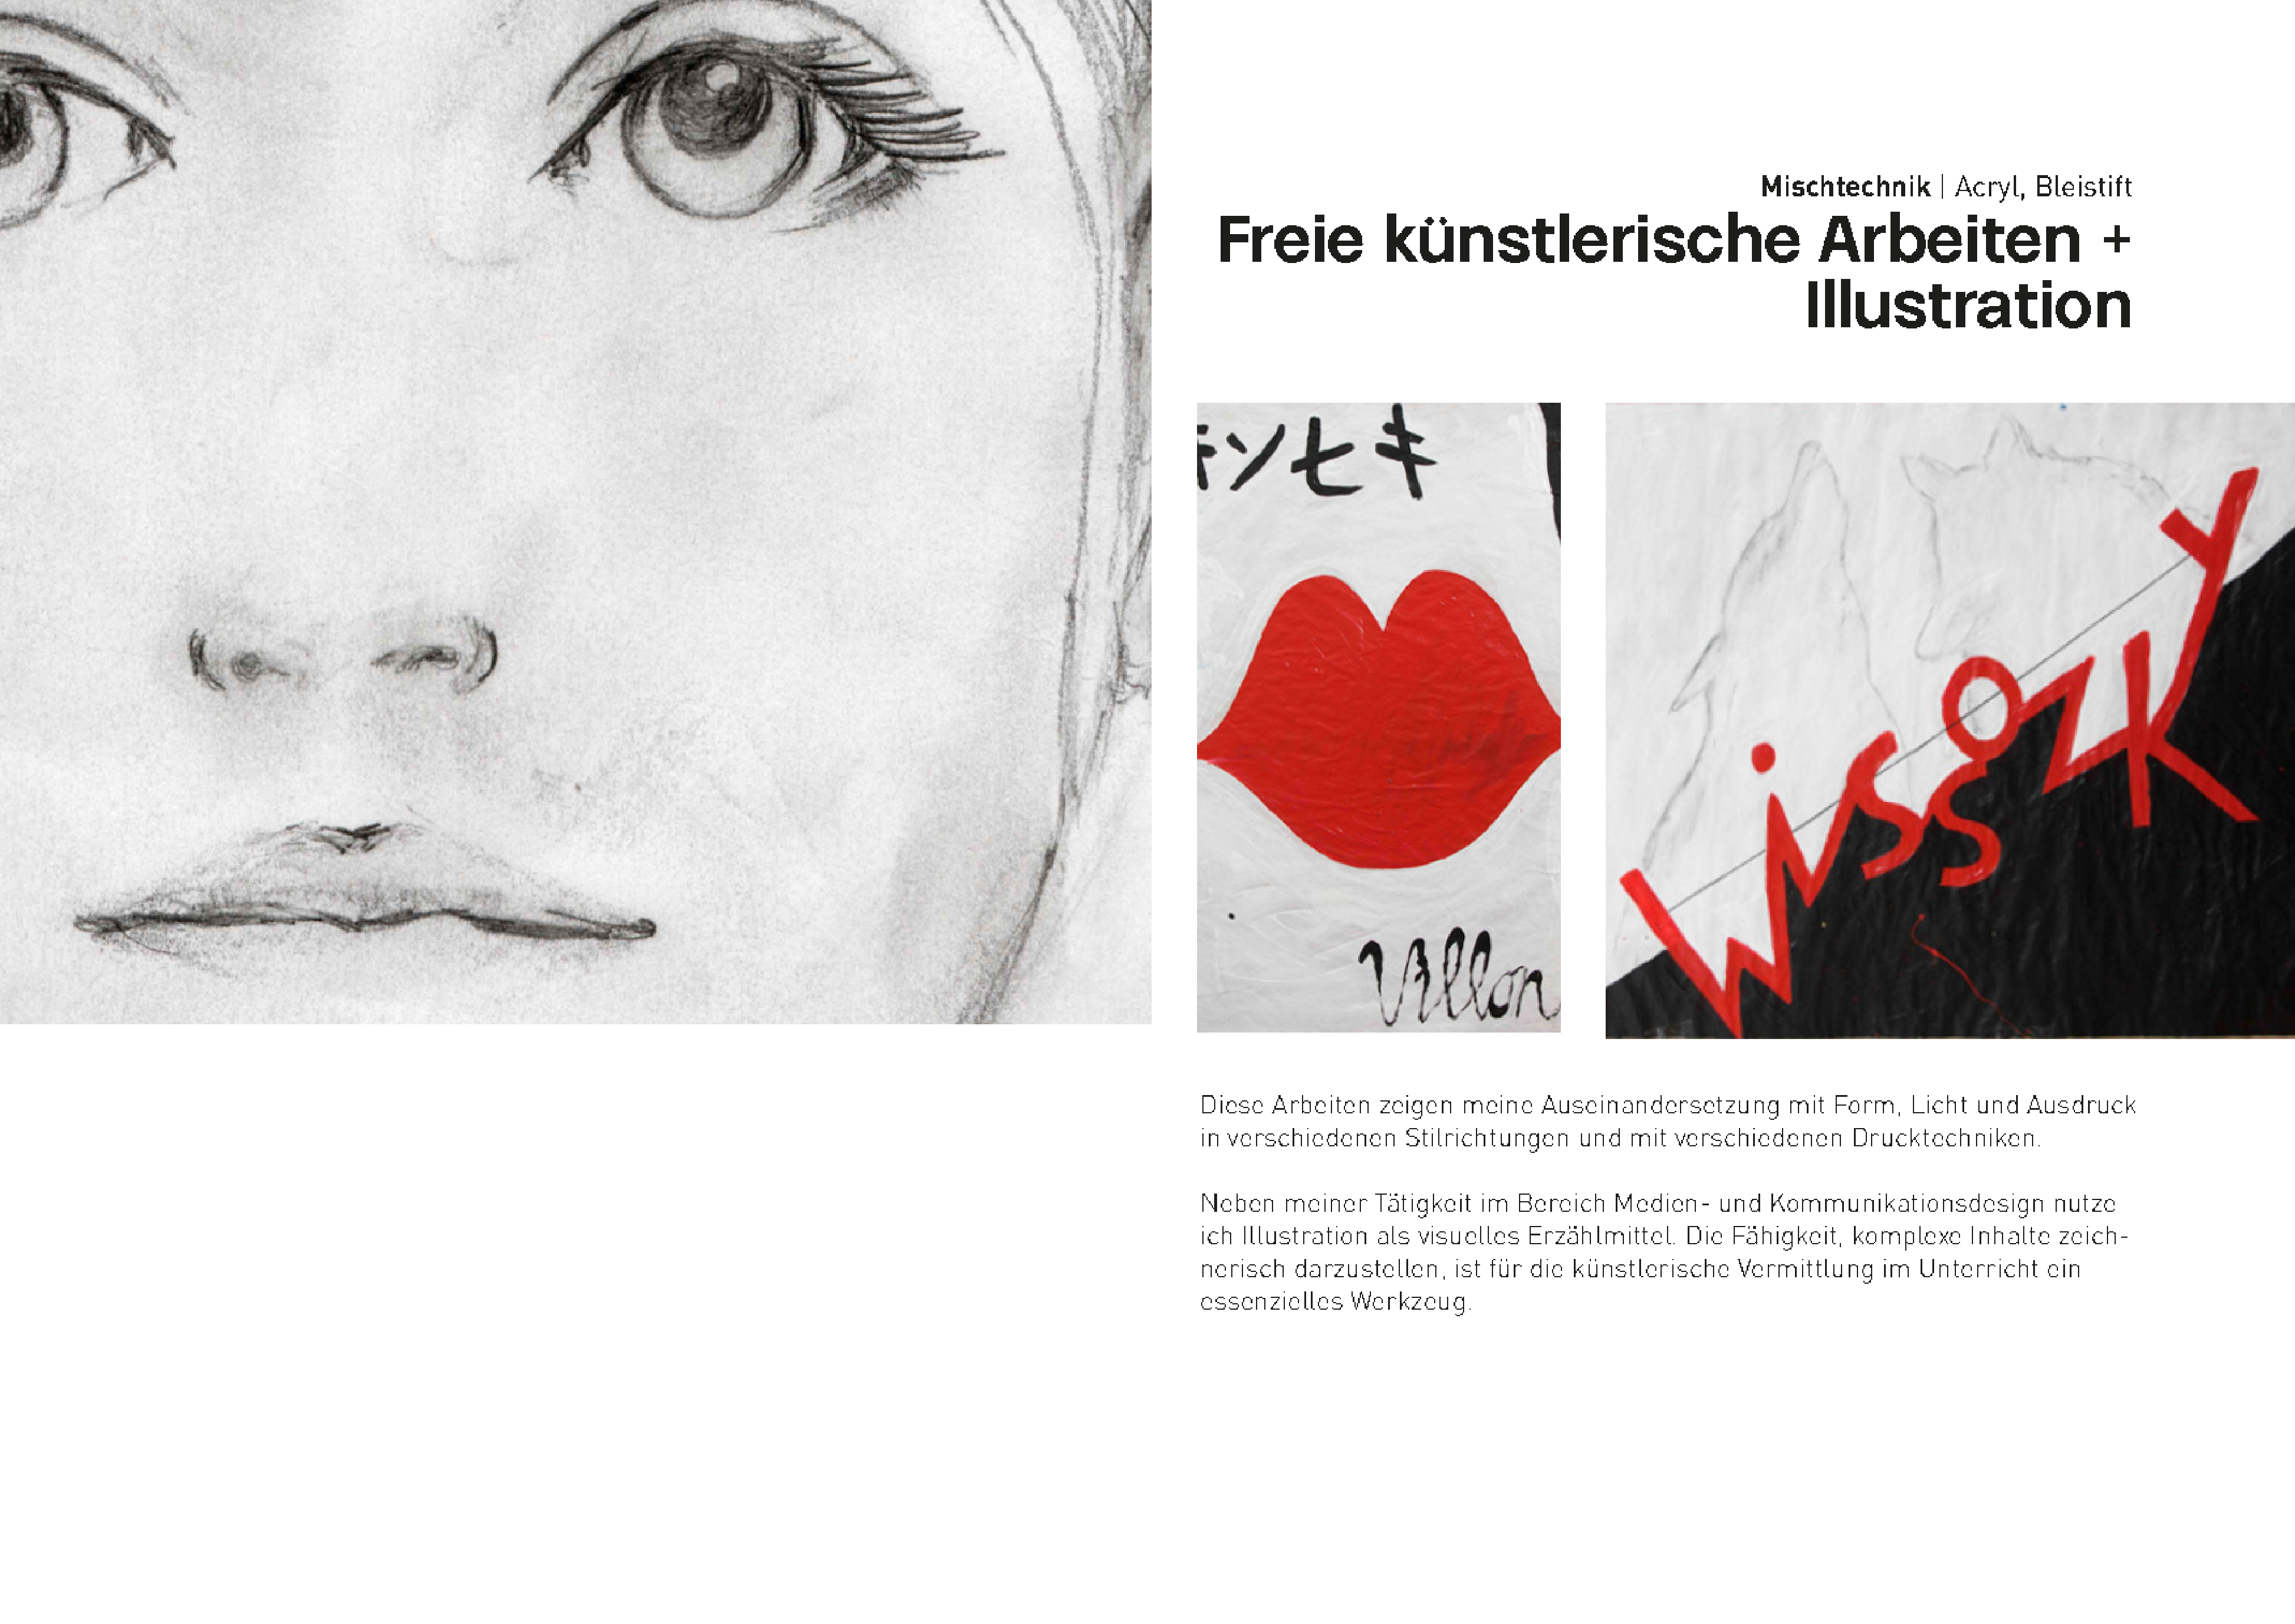 Mischtechnik | Acryl, Bleistift
Freie künstlerische Arbeiten +
Illustration
キンセキ
Villon
Wyssozky
Diese Arbeiten zeigen meine Auseinandersetzung mit Form, Licht und Ausdruck
in verschiedenen Stilrichtungen und mit verschiedenen Drucktechniken.
Neben meiner Tätigkeit im Bereich Medien- und Kommunikationsdesign nutze
ich Illustration als visuelles Erzählmittel. Die Fähigkeit, komplexe Inhalte zeich-
nerisch darzustellen, ist für die künstlerische Vermittlung im Unterricht ein
essenzielles Werkzeug.